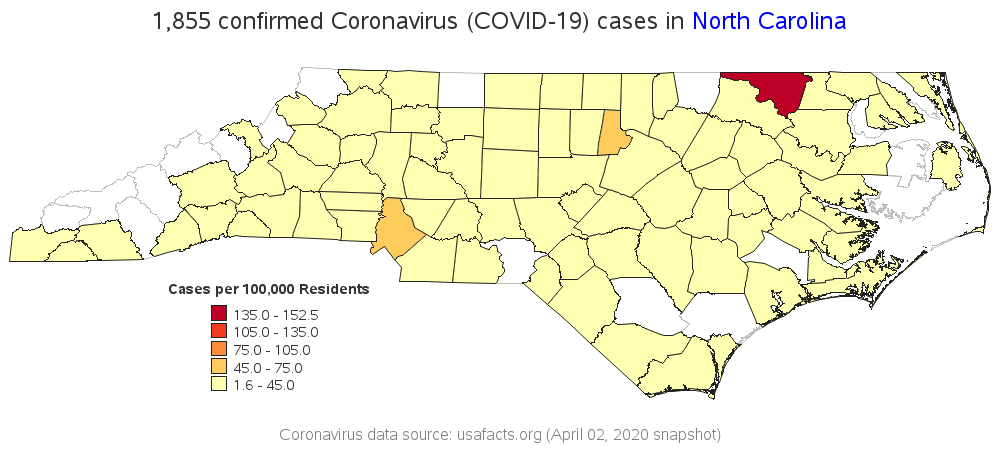 1,855 confirmed Coronavirus (COVID-19) cases in North Carolina
Cases per 100,000 Residents
135.0 - 152.5
105.0 - 135.0
75.0 - 105.0
45.0 - 75.0
1.6 - 45.0
Coronavirus data source: usafacts.org (April 02, 2020 snapshot)